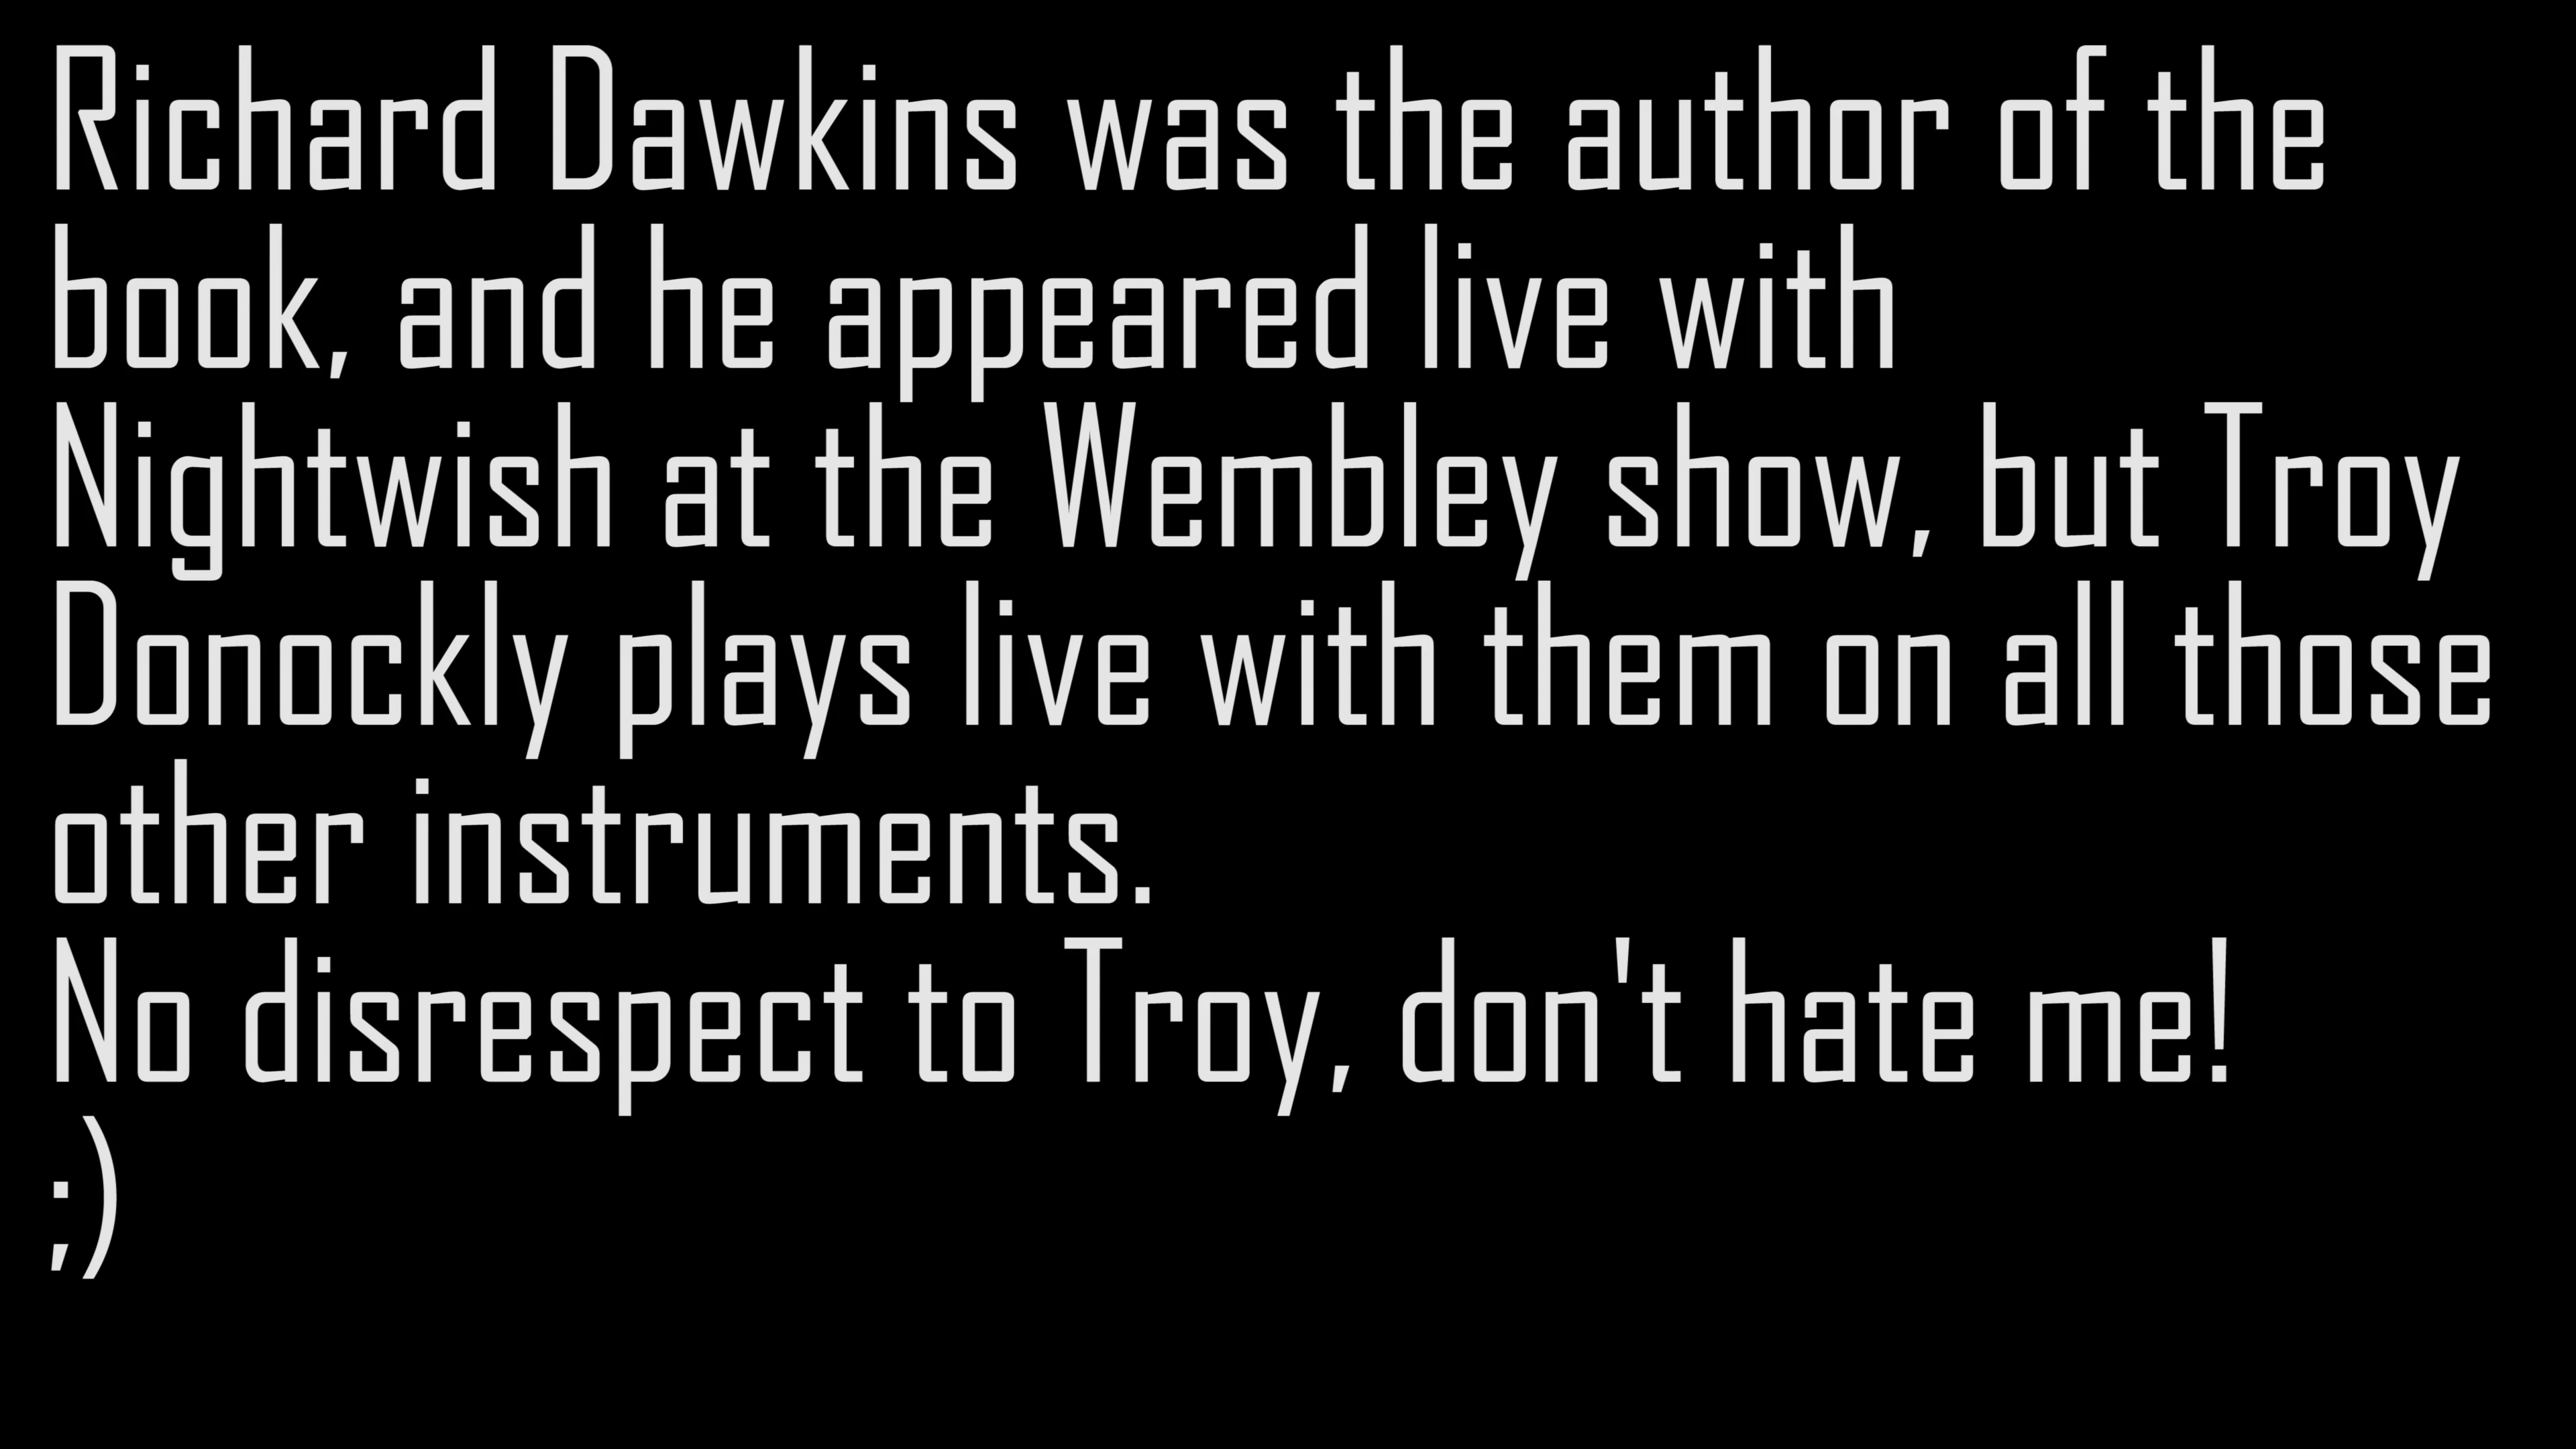 Richard Dawkins was the author of the
book, and he appeared live with
Nightwish at the Wembley show, but Troy
Donockly plays live with them on all those
other instruments.
No disrespect to Troy, don't hate me!
;)